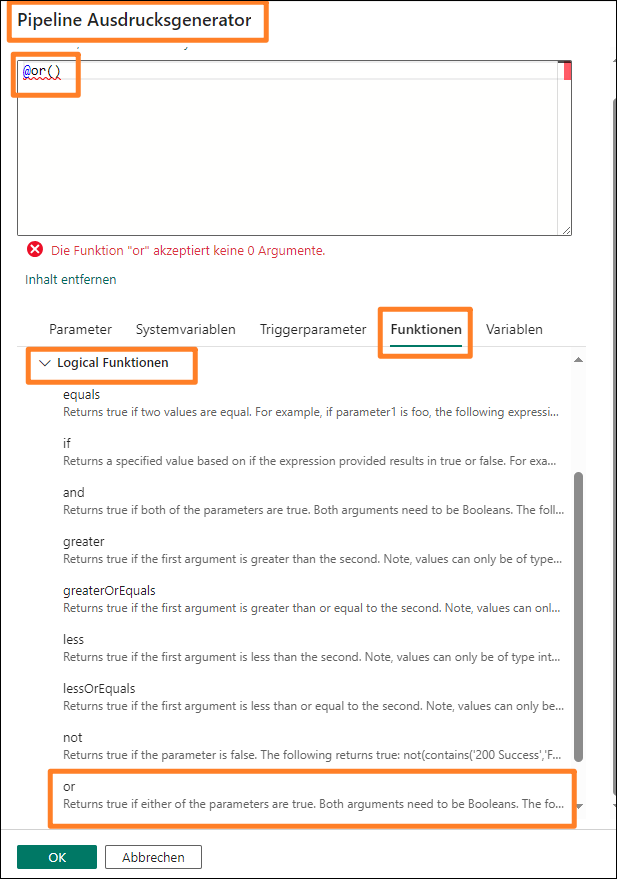 Pipeline Ausdrucksgenerator
@or()
Die Funktion "or" akzeptiert keine 0 Argumente.
Inhalt entfernen
Parameter Systemvariablen Triggerparameter Funktionen Variablen
Logical Funktionen
equals
Returns true if two values are equal. For example, if parameter1 is foo, the following expressi...
if
Returns a specified value based on if the expression provided results in true or false. For exa...
and
Returns true if both of the parameters are true. Both arguments need to be Booleans. The foll...
greater
Returns true if the first argument is greater than the second. Note, values can only be of type...
greaterOrEquals
Returns true if the first argument is greater than or equal to the second. Note, values can onl...
less
Returns true if the first argument is less than the second. Note, values can only be of type int...
lessOrEquals
Returns true if the first argument is less than or equal to the second. Note, values can only be...
not
Returns true if the parameter is false. The following returns true: not(contains('200 Success','F...
or
Returns true if either of the parameters are true. Both arguments need to be Booleans. The fo...
OK Abbrechen